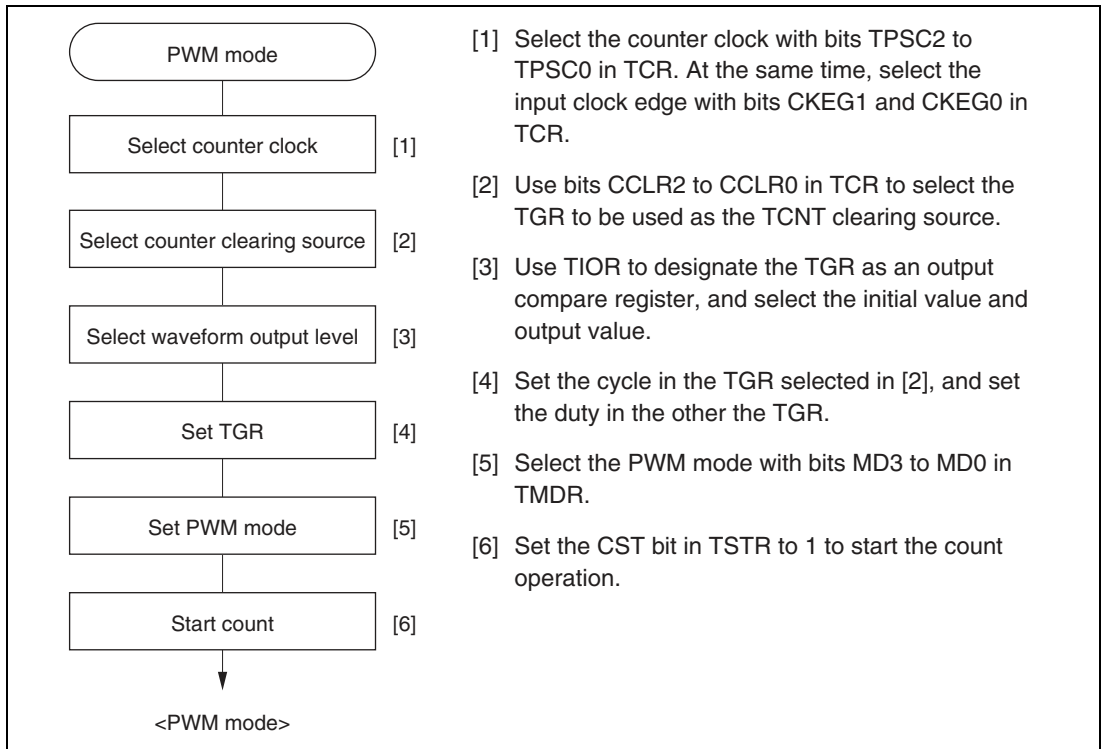 PWM mode
Select counter clock [1]
Select counter clearing source [2]
Select waveform output level [3]
Set TGR [4]
Set PWM mode [5]
Start count [6]
<PWM mode>
[1] Select the counter clock with bits TPSC2 to
TPSC0 in TCR. At the same time, select the
input clock edge with bits CKEG1 and CKEG0 in
TCR.
[2] Use bits CCLR2 to CCLR0 in TCR to select the
TGR to be used as the TCNT clearing source.
[3] Use TIOR to designate the TGR as an output
compare register, and select the initial value and
output value.
[4] Set the cycle in the TGR selected in [2], and set
the duty in the other the TGR.
[5] Select the PWM mode with bits MD3 to MD0 in
TMDR.
[6] Set the CST bit in TSTR to 1 to start the count
operation.